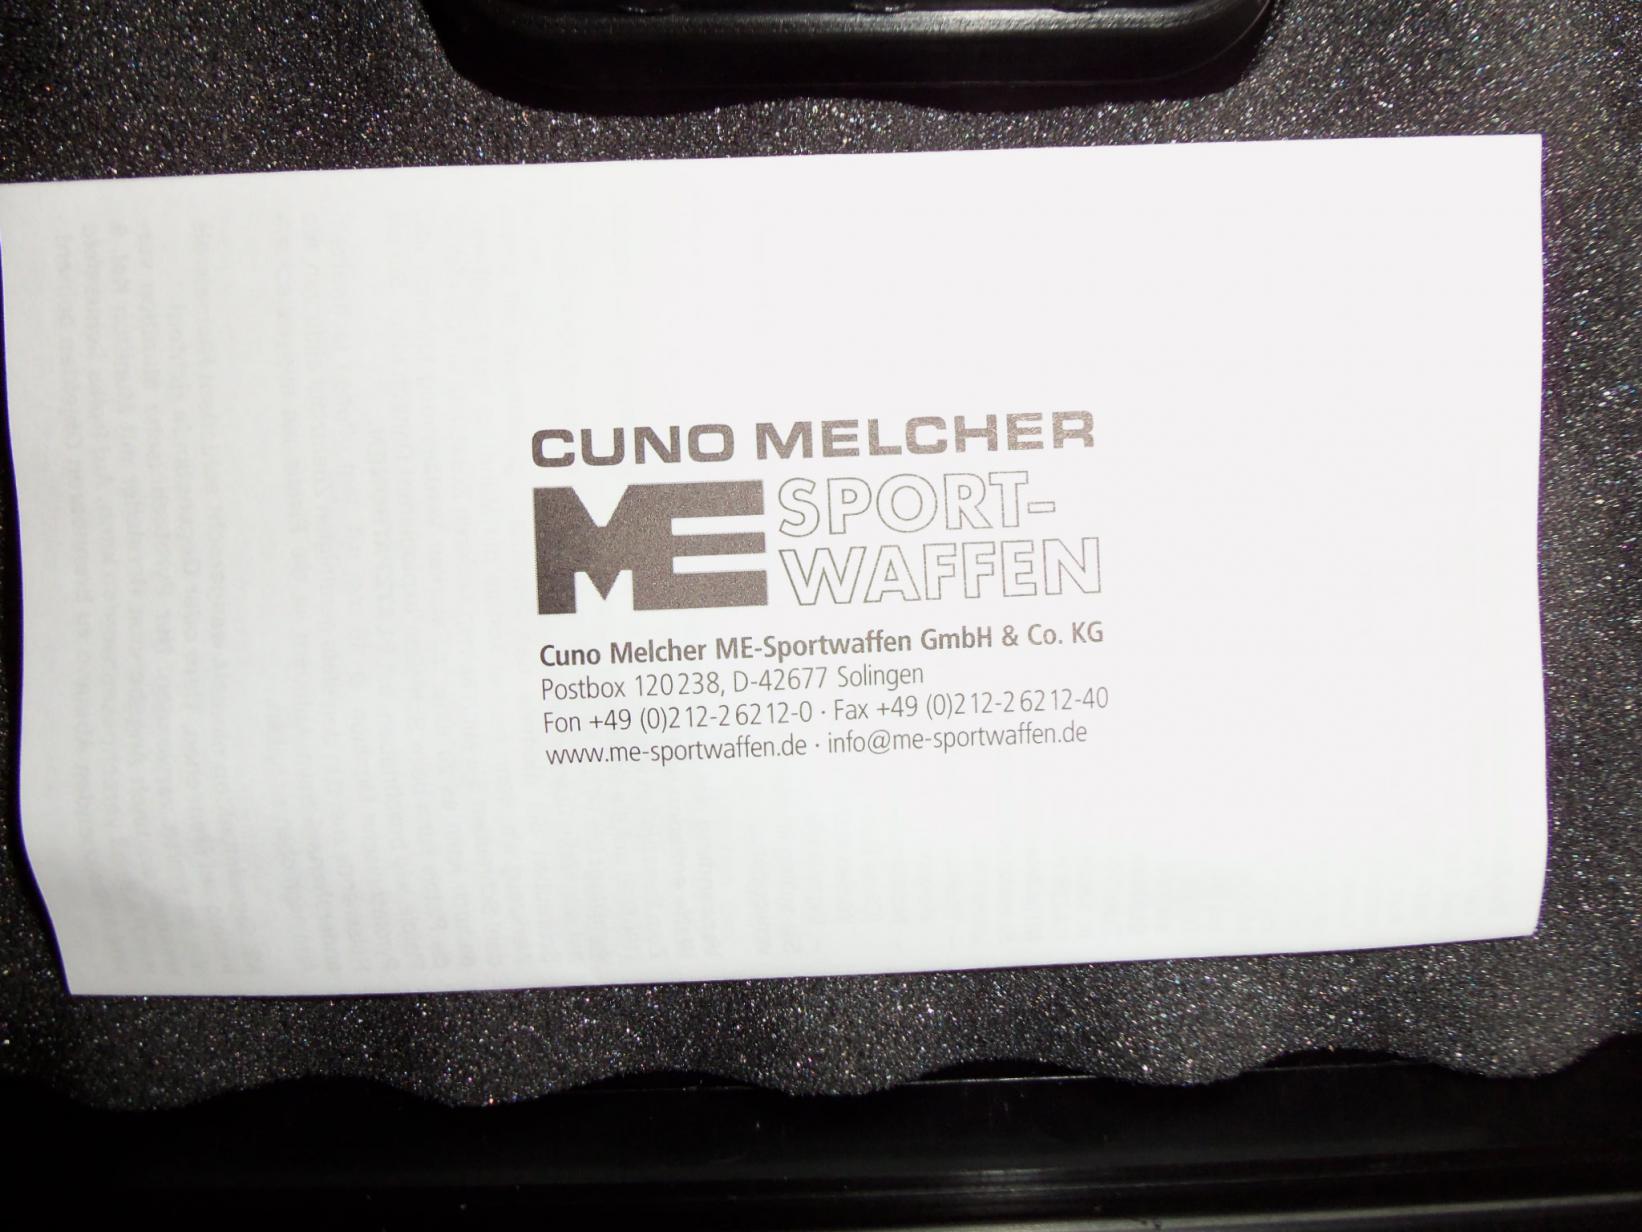 CUNO MELCHER
ME SPORT-
WAFFEN
Cuno Melcher ME-Sportwaffen GmbH & Co. KG
Postbox 120238, D-42677 Solingen
Fon +49 (0)212-26212-0 · Fax +49 (0)212-26212-40
www.me-sportwaffen.de · info@me-sportwaffen.de